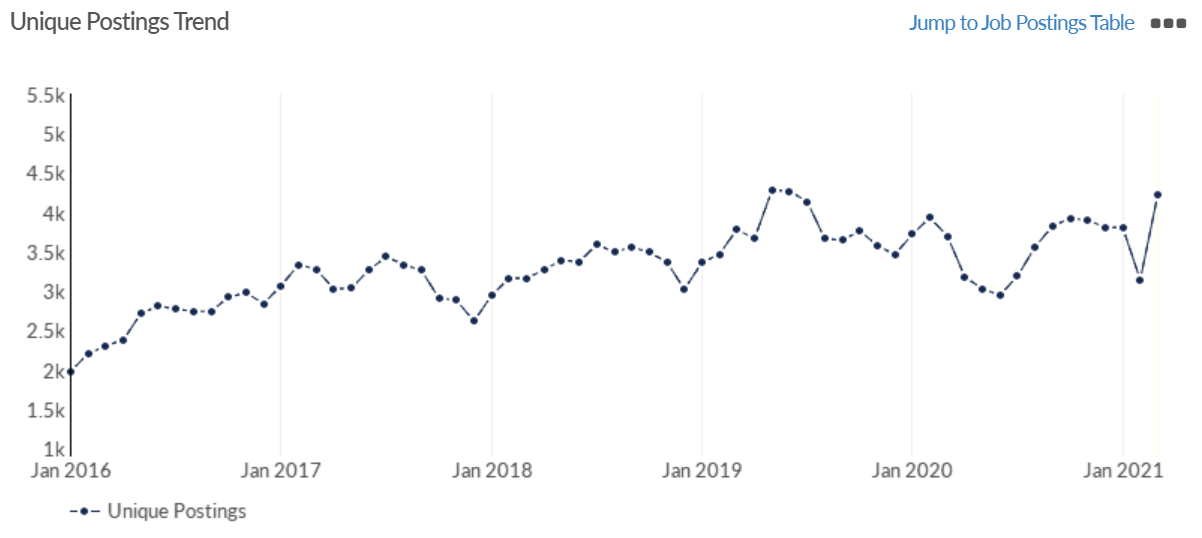 Unique Postings Trend
Jump to Job Postings Table
5.5k
5k
4.5k
4k
3.5k
3k
2.5k
2k
1.5k
1k
Jan 2016 Jan 2017 Jan 2018 Jan 2019 Jan 2020 Jan 2021
Unique Postings